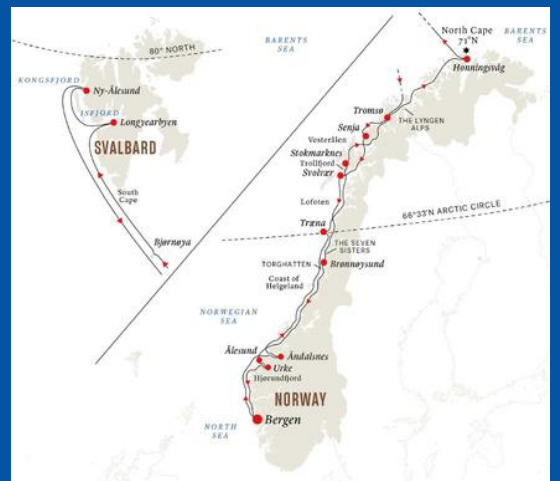 80° NORTH
BARENTS
SEA
North Cape
71°N
BARENTS
SEA
KONGSFJORD
Ny-Ålesund
Honningsvåg
ISFJORD
Longyearbyen
SVALBARD
Tromsø
THE LYNGEN
ALPS
Senja
Vesterålen
Stokmarknes
Trollfjord
Svolvær
South
Cape
Lofoten
66°33'N ARCTIC CIRCLE
Træna
Bjørnøya
THE SEVEN
SISTERS
TORGHATTEN
Brønnøysund
Coast of
Helgeland
NORWEGIAN
SEA
Ålesund
Åndalsnes
Urke
Hjørundfjord
NORWAY
NORTH
SEA
Bergen